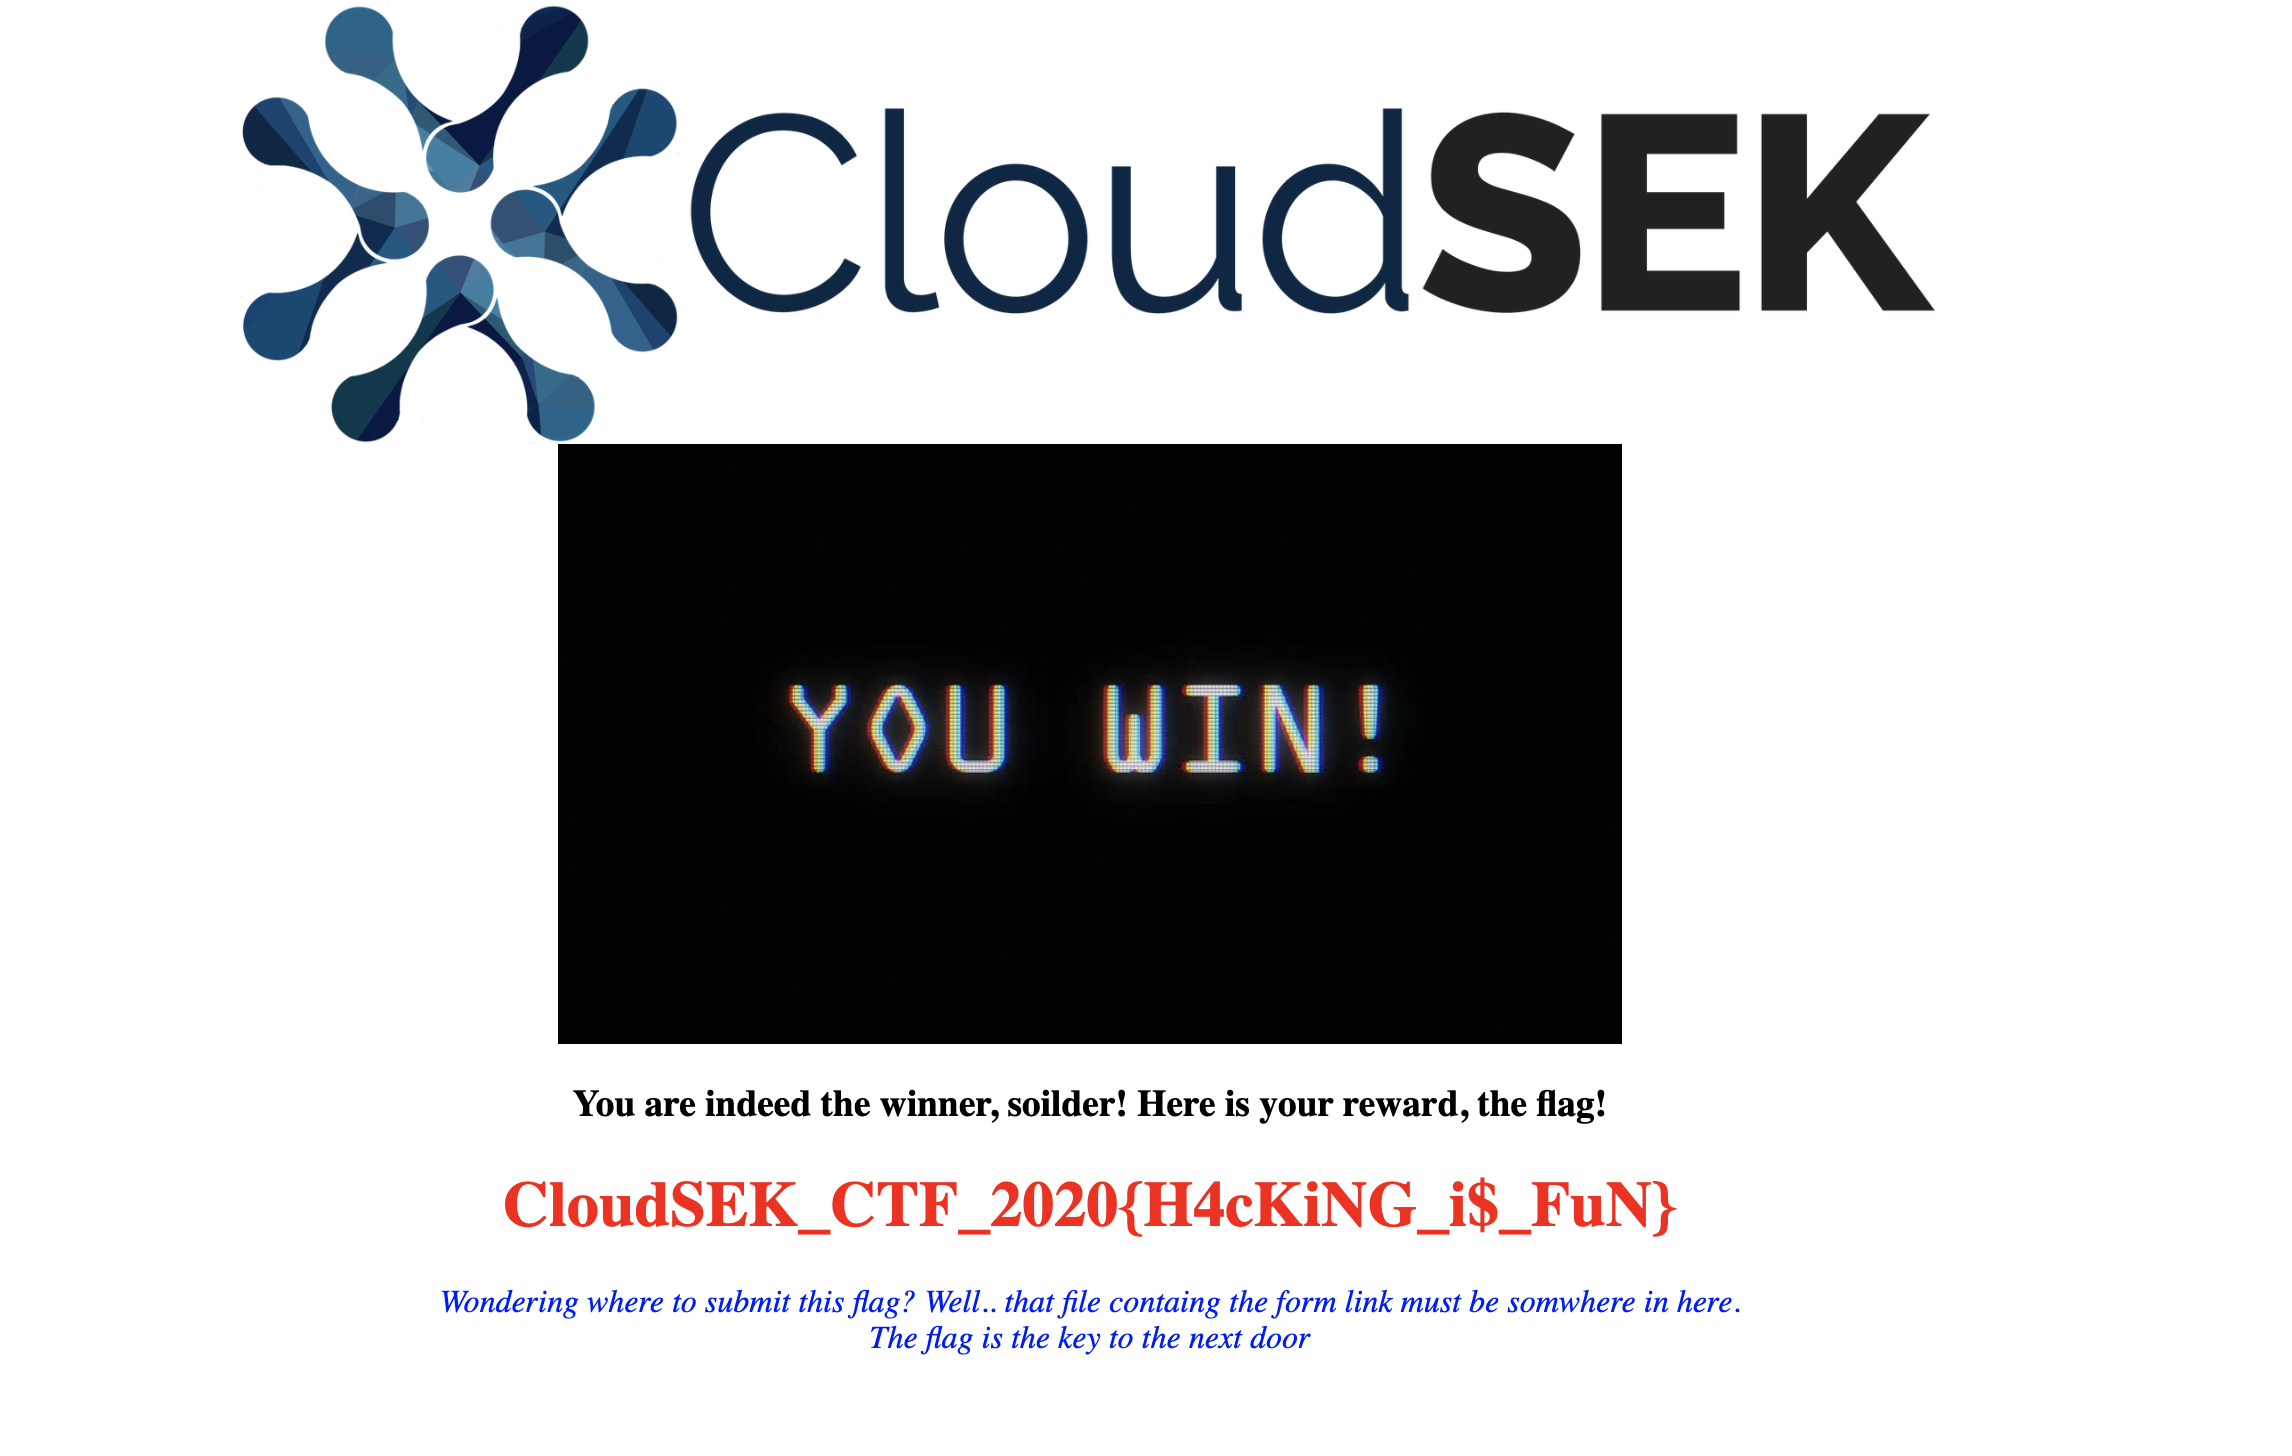 CloudSEK
YOU WIN!
You are indeed the winner, soilder! Here is your reward, the flag!
CloudSEK_CTF_2020{H4cKiNG_i$_FuN}
Wondering where to submit this flag? Well.. that file containg the form link must be somwhere in here.
The flag is the key to the next door